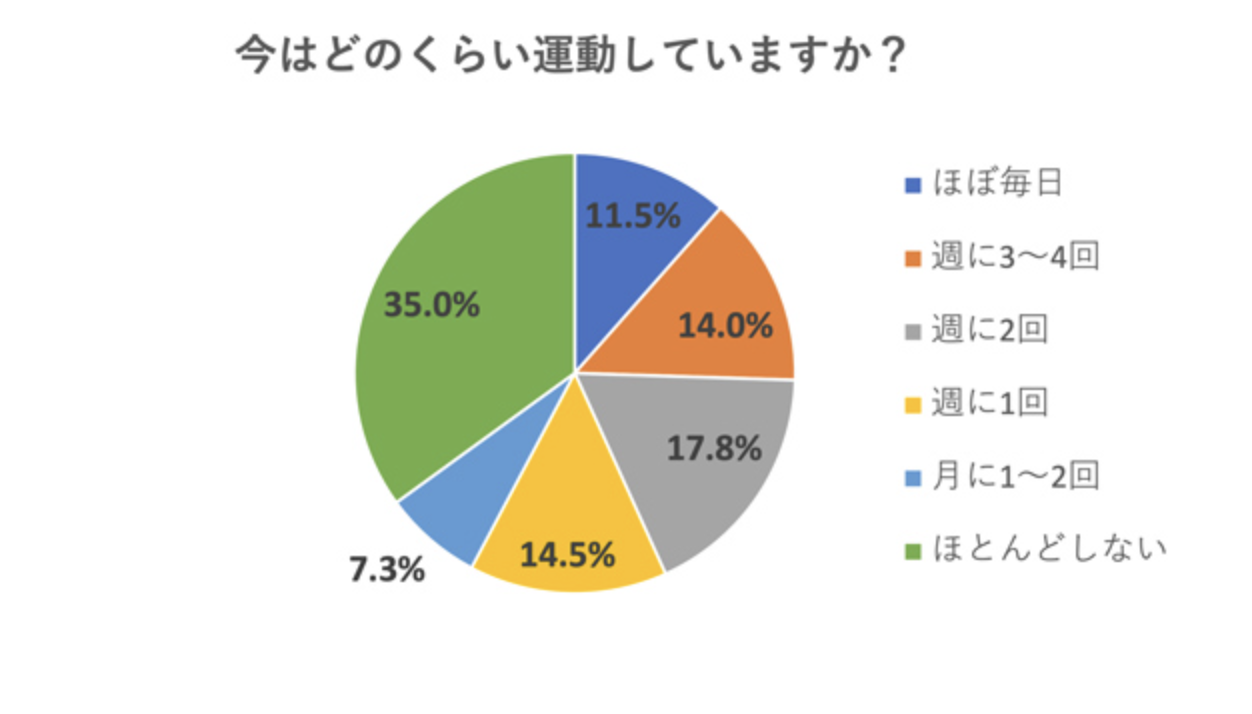 今はどのくらい運動していますか？
11.5%
14.0%
17.8%
14.5%
7.3%
35.0%
ほぼ毎日
週に3～4回
週に2回
週に1回
月に1～2回
ほとんどしない